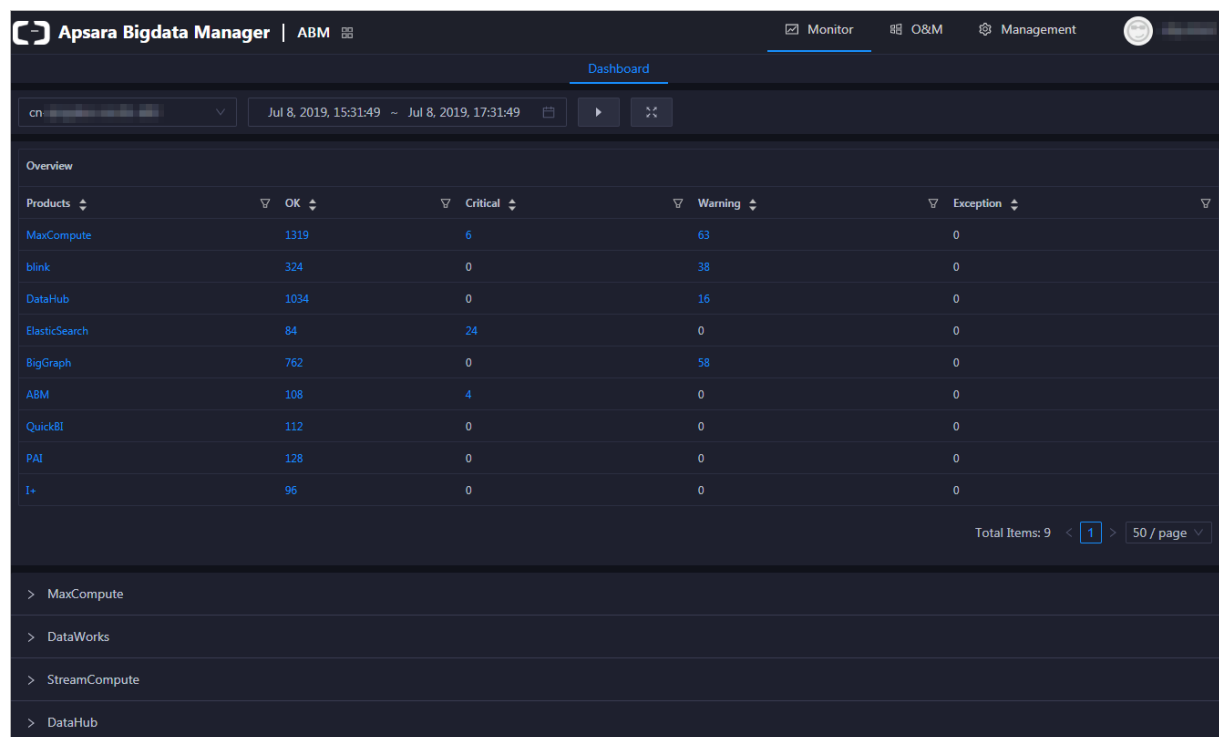 Apsara Bigdata Manager | ABM Monitor O&M Management
Dashboard
cn- Jul 8, 2019, 15:31:49 ~ Jul 8, 2019, 17:31:49
Overview
Products OK Critical Warning Exception
MaxCompute 1319 6 63 0
blink 324 0 38 0
DataHub 1034 0 16 0
ElasticSearch 84 24 0 0
BigGraph 762 0 58 0
ABM 108 4 0 0
QuickBI 112 0 0 0
PAI 128 0 0 0
I+ 96 0 0 0
Total Items: 9 < 1 > 50 / page
> MaxCompute
> DataWorks
> StreamCompute
> DataHub